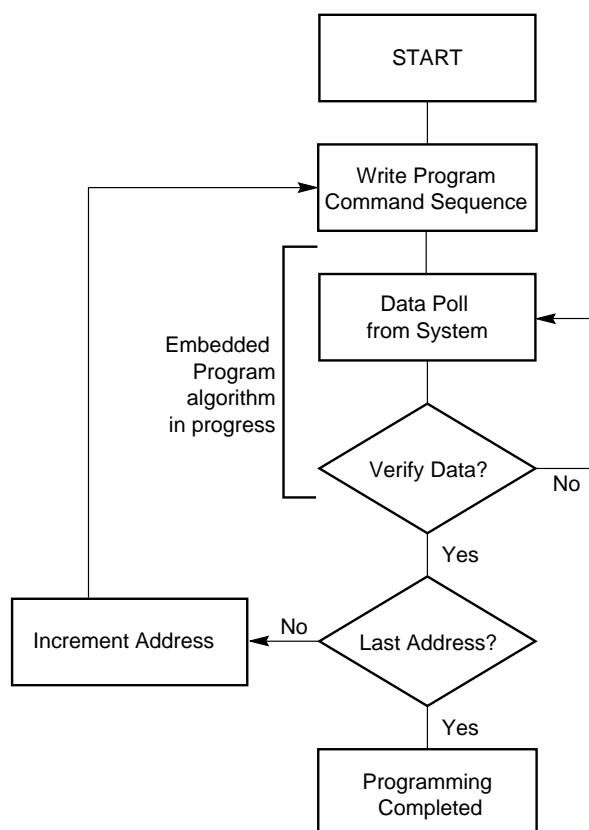 START
Write Program
Command Sequence
Data Poll
from System
Embedded
Program
algorithm
in progress
Verify Data?
No
Yes
Increment Address
No
Last Address?
Yes
Programming
Completed